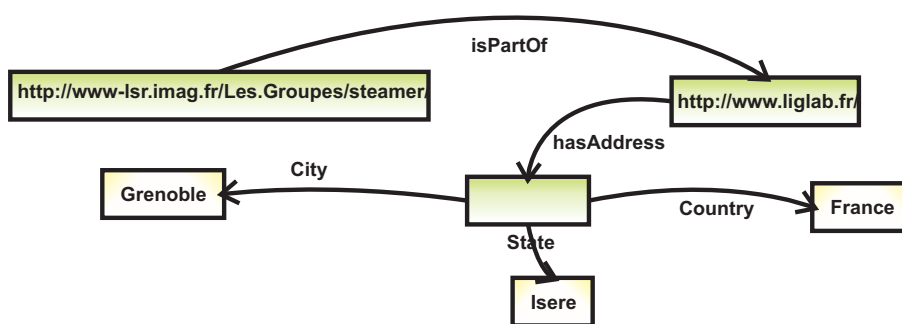 isPartOf
http://www-lsr.imag.fr/Les.Groupes/steamer/
http://www.liglab.fr/
hasAddress
City
Grenoble
Country
France
State
Isere